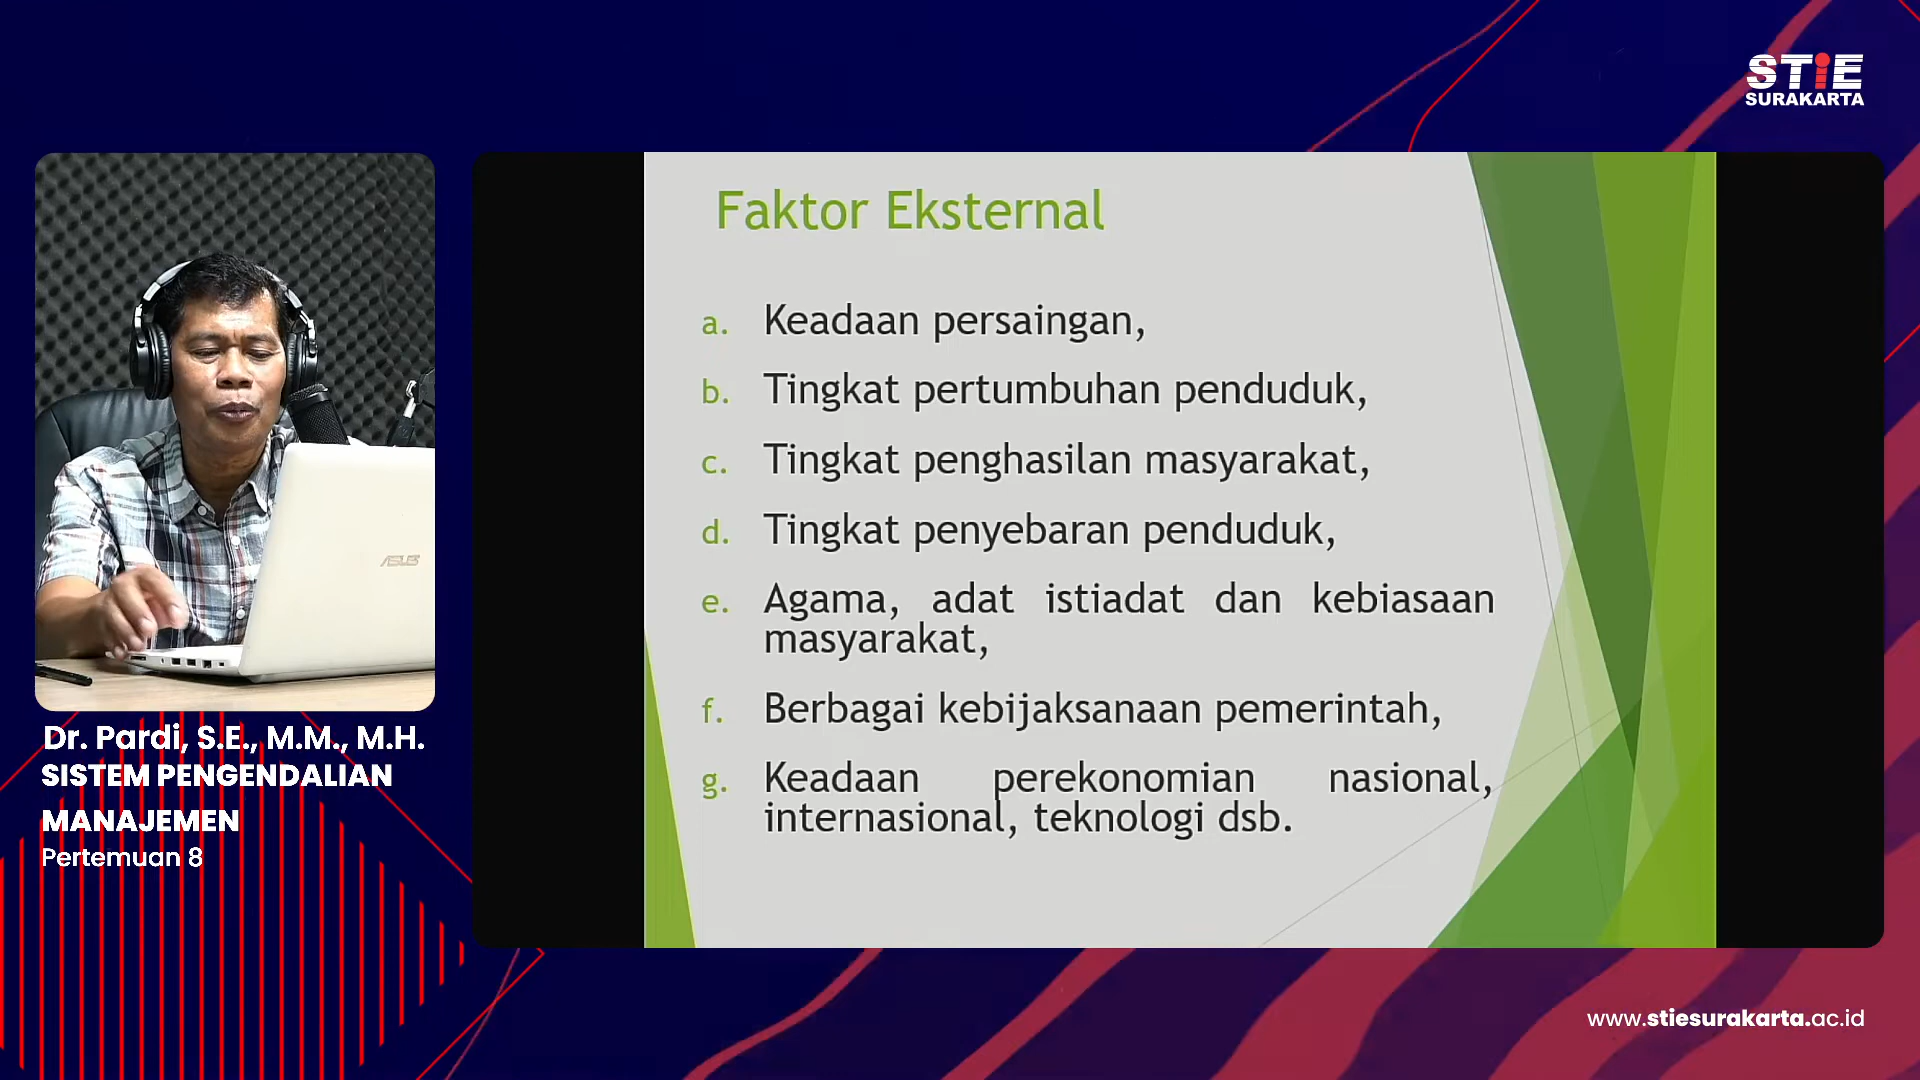 STiE
SURAKARTA
Faktor Eksternal
a. Keadaan persaingan,
b. Tingkat pertumbuhan penduduk,
c. Tingkat penghasilan masyarakat,
d. Tingkat penyebaran penduduk,
e. Agama, adat istiadat dan kebiasaan
masyarakat,
f. Berbagai kebijaksanaan pemerintah,
g. Keadaan perekonomian nasional,
internasional, teknologi dsb.
ASUS
Dr. Pardi, S.E., M.M., M.H.
SISTEM PENGENDALIAN
MANAJEMEN
Pertemuan 8
www.stiesurakarta.ac.id